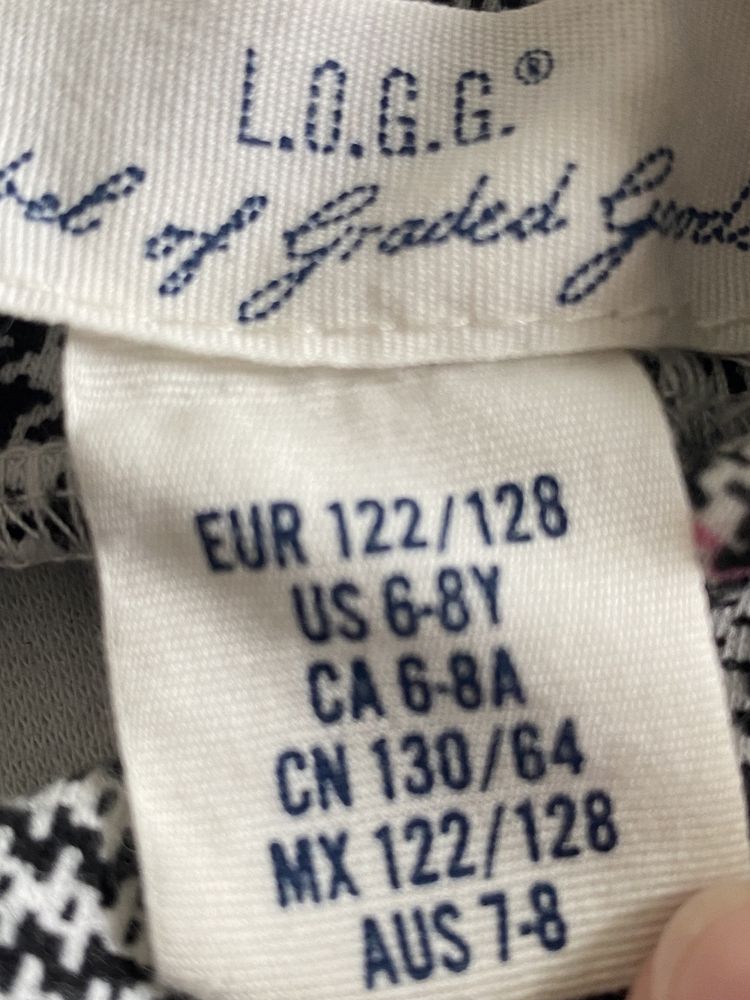 L.O.G.G.®
of Graded Goods
EUR 122/128
US 6-8Y
CA 6-8A
CN 130/64
MX 122/128
AUS 7-8